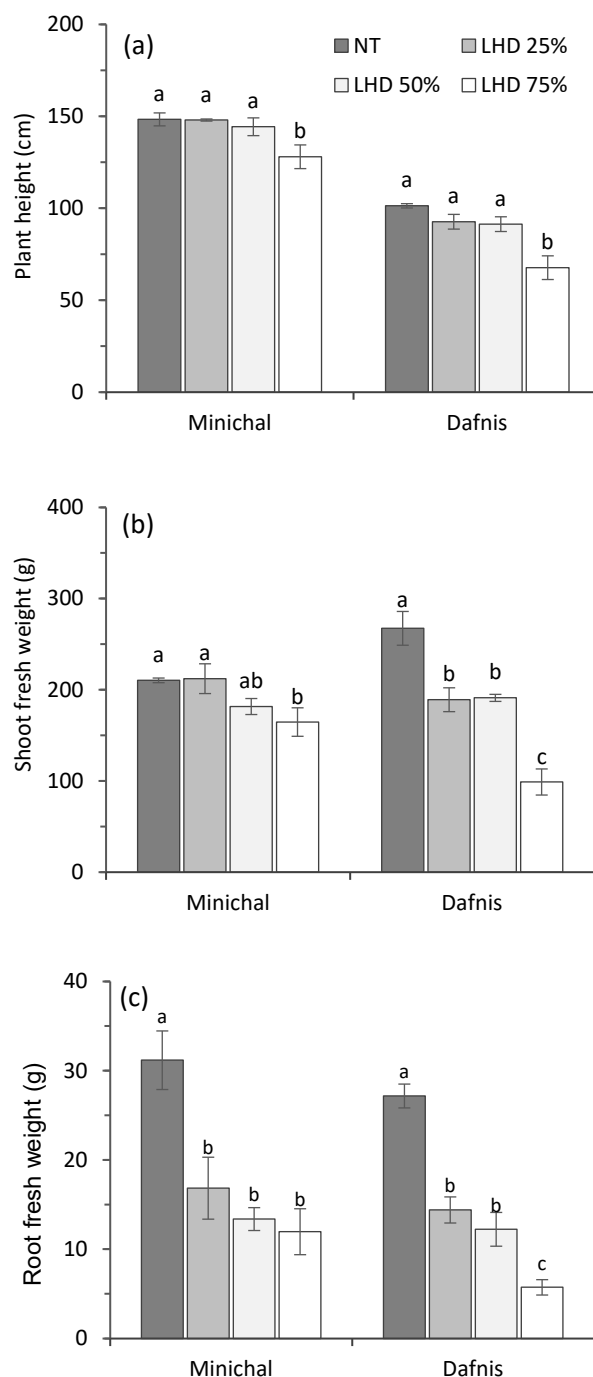 (a)
NT LHD 25%
LHD 50% LHD 75%
Plant height (cm)
200
150
100
50
0
a a a b
a a a b
Minichal Dafnis
(b)
Shoot fresh weight (g)
400
300
200
100
0
a a ab b
a b b c
Minichal Dafnis
(c)
Root fresh weight (g)
40
30
20
10
0
a b b b
a b b c
Minichal Dafnis